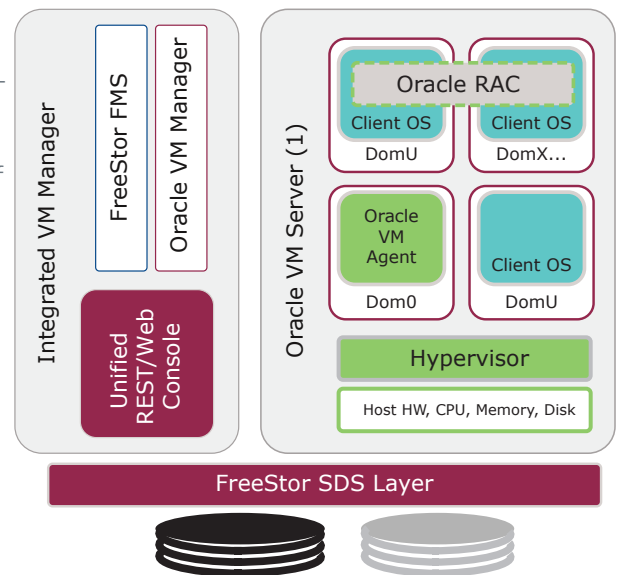 Integrated VM Manager
FreeStor FMS
Oracle VM Manager
Unified
REST/Web
Console
Oracle VM Server (1)
Oracle RAC
Client OS
Client OS
DomU
DomX...
Oracle
VM
Agent
Client OS
Dom0
DomU
Hypervisor
Host HW, CPU, Memory, Disk
FreeStor SDS Layer